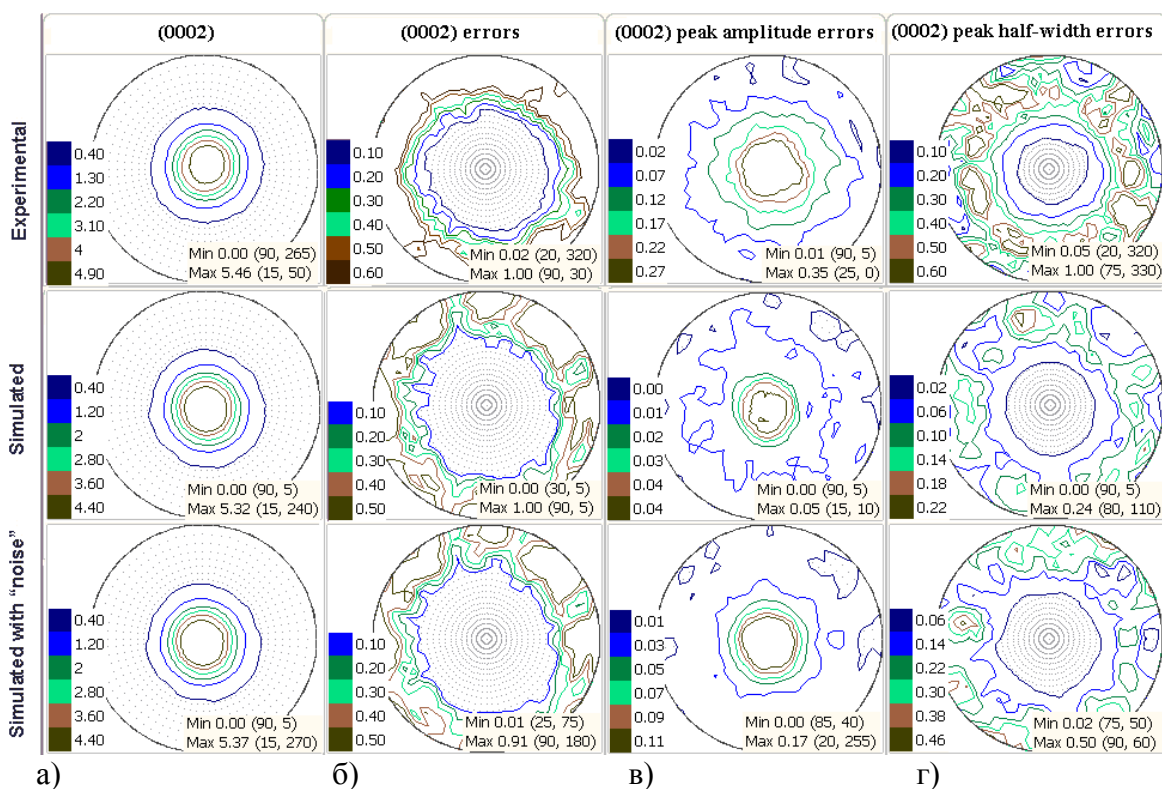 (0002)
(0002) errors
(0002) peak amplitude errors
(0002) peak half-width errors
Experimental
0.40
1.30
2.20
3.10
4
4.90
Min 0.00 (90, 265)
Max 5.46 (15, 50)
0.10
0.20
0.30
0.40
0.50
0.60
Min 0.02 (20, 320)
Max 1.00 (90, 30)
0.02
0.07
0.12
0.17
0.22
0.27
Min 0.01 (90, 5)
Max 0.35 (25, 0)
0.10
0.20
0.30
0.40
0.50
0.60
Min 0.05 (20, 320)
Max 1.00 (75, 330)
Simulated
0.40
1.20
2
2.80
3.60
4.40
Min 0.00 (90, 5)
Max 5.32 (15, 240)
0.10
0.20
0.30
0.40
0.50
Min 0.00 (30, 5)
Max 1.00 (90, 5)
0.00
0.01
0.02
0.03
0.04
0.04
Min 0.00 (90, 5)
Max 0.05 (15, 10)
0.02
0.06
0.10
0.14
0.18
0.22
Min 0.00 (90, 5)
Max 0.24 (80, 110)
Simulated with "noise"
0.40
1.20
2
2.80
3.60
4.40
Min 0.00 (90, 5)
Max 5.37 (15, 270)
0.10
0.20
0.30
0.40
0.50
Min 0.01 (25, 75)
Max 0.91 (90, 180)
0.01
0.03
0.05
0.07
0.09
0.11
Min 0.00 (85, 40)
Max 0.17 (20, 255)
0.06
0.14
0.22
0.30
0.38
0.46
Min 0.02 (75, 50)
Max 0.50 (90, 60)
а)
б)
в)
г)